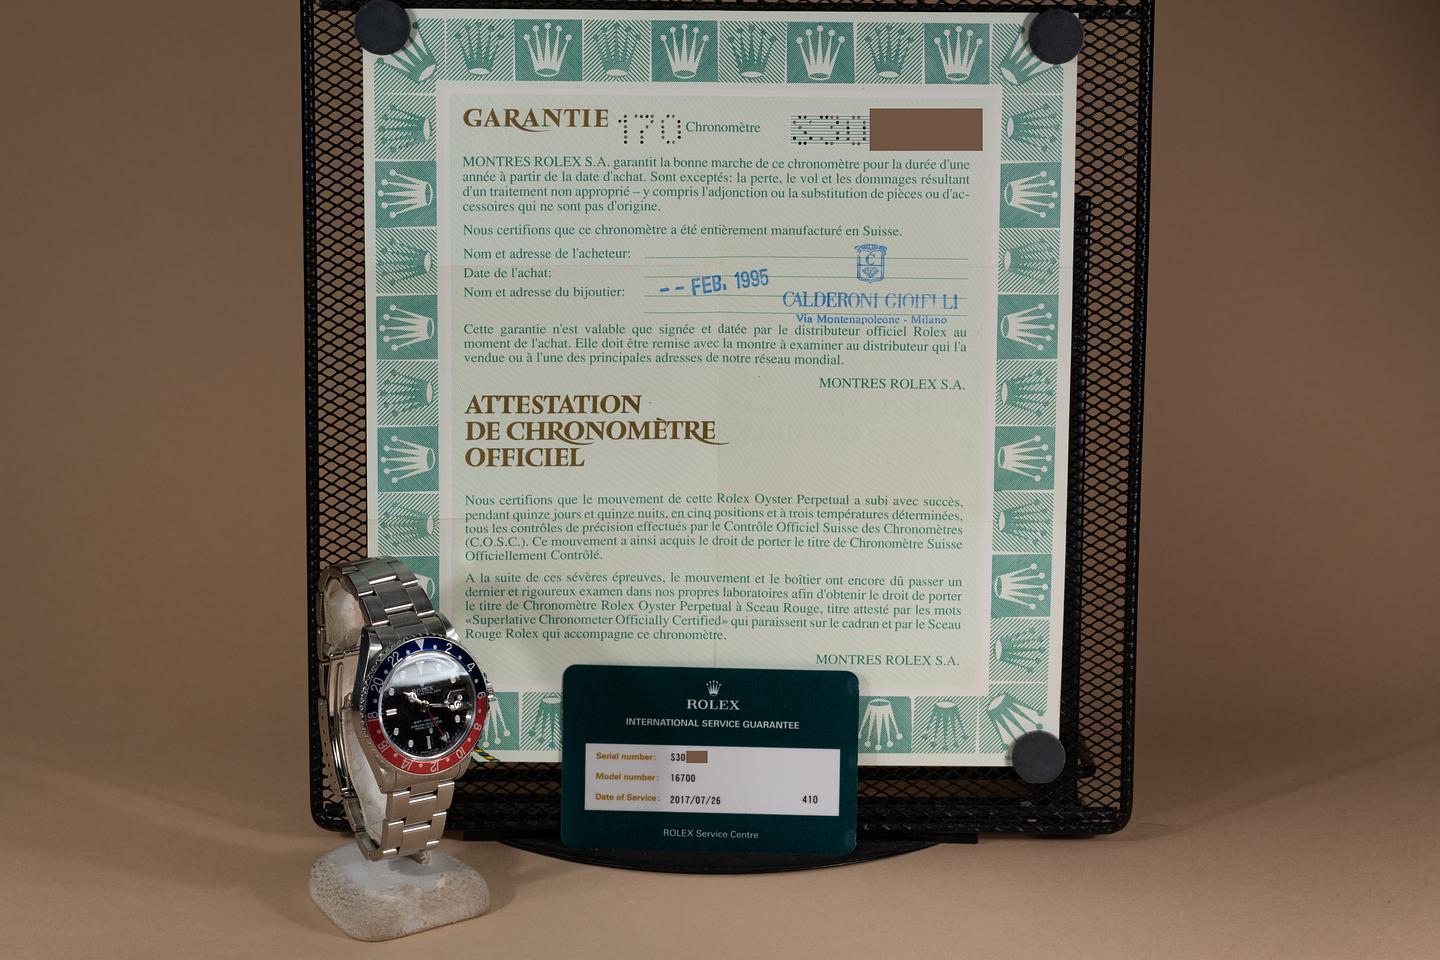 GARANTIE 170 Chronomètre S30
MONTRES ROLEX S.A. garantit la bonne marche de ce chronomètre pour la durée d'une
année à partir de la date d'achat. Sont exceptés: la perte, le vol et les dommages résultant
d'un traitement non approprié – y compris l'adjonction ou la substitution de pièces ou d'ac-
cessoires qui ne sont pas d'origine.
Nous certifions que ce chronomètre a été entièrement manufacturé en Suisse.
Nom et adresse de l'acheteur:
Date de l'achat:
Nom et adresse du bijoutier:
-- FEB. 1995
C
CALDERONI GIOIELLI
Via Montenapoleone - Milano
Cette garantie n'est valable que signée et datée par le distributeur officiel Rolex au
moment de l'achat. Elle doit être remise avec la montre à examiner au distributeur qui l'a
vendue ou à l'une des principales adresses de notre réseau mondial.
MONTRES ROLEX S.A.
ATTESTATION
DE CHRONOMÈTRE
OFFICIEL
Nous certifions que le mouvement de cette Rolex Oyster Perpetual a subi avec succès,
pendant quinze jours et quinze nuits, en cinq positions et à trois températures déterminées,
tous les contrôles de précision effectués par le Contrôle Officiel Suisse des Chronomètres
(C.O.S.C.). Ce mouvement a ainsi acquis le droit de porter le titre de Chronomètre Suisse
Officiellement Contrôlé.
A la suite de ces sévères épreuves, le mouvement et le boîtier ont encore dû passer un
dernier et rigoureux examen dans nos propres laboratoires afin d'obtenir le droit de porter
le titre de Chronomètre Rolex Oyster Perpetual à Sceau Rouge, titre attesté par les mots
«Superlative Chronometer Officially Certified» qui paraissent sur le cadran et par le Sceau
Rouge Rolex qui accompagne ce chronomètre.
MONTRES ROLEX S.A.
2 4 6 8 10 12 14 16 18 20 22
ROLEX
INTERNATIONAL SERVICE GUARANTEE
Serial number: S30
Model number: 16700
Date of Service: 2017/07/26 410
ROLEX Service Centre